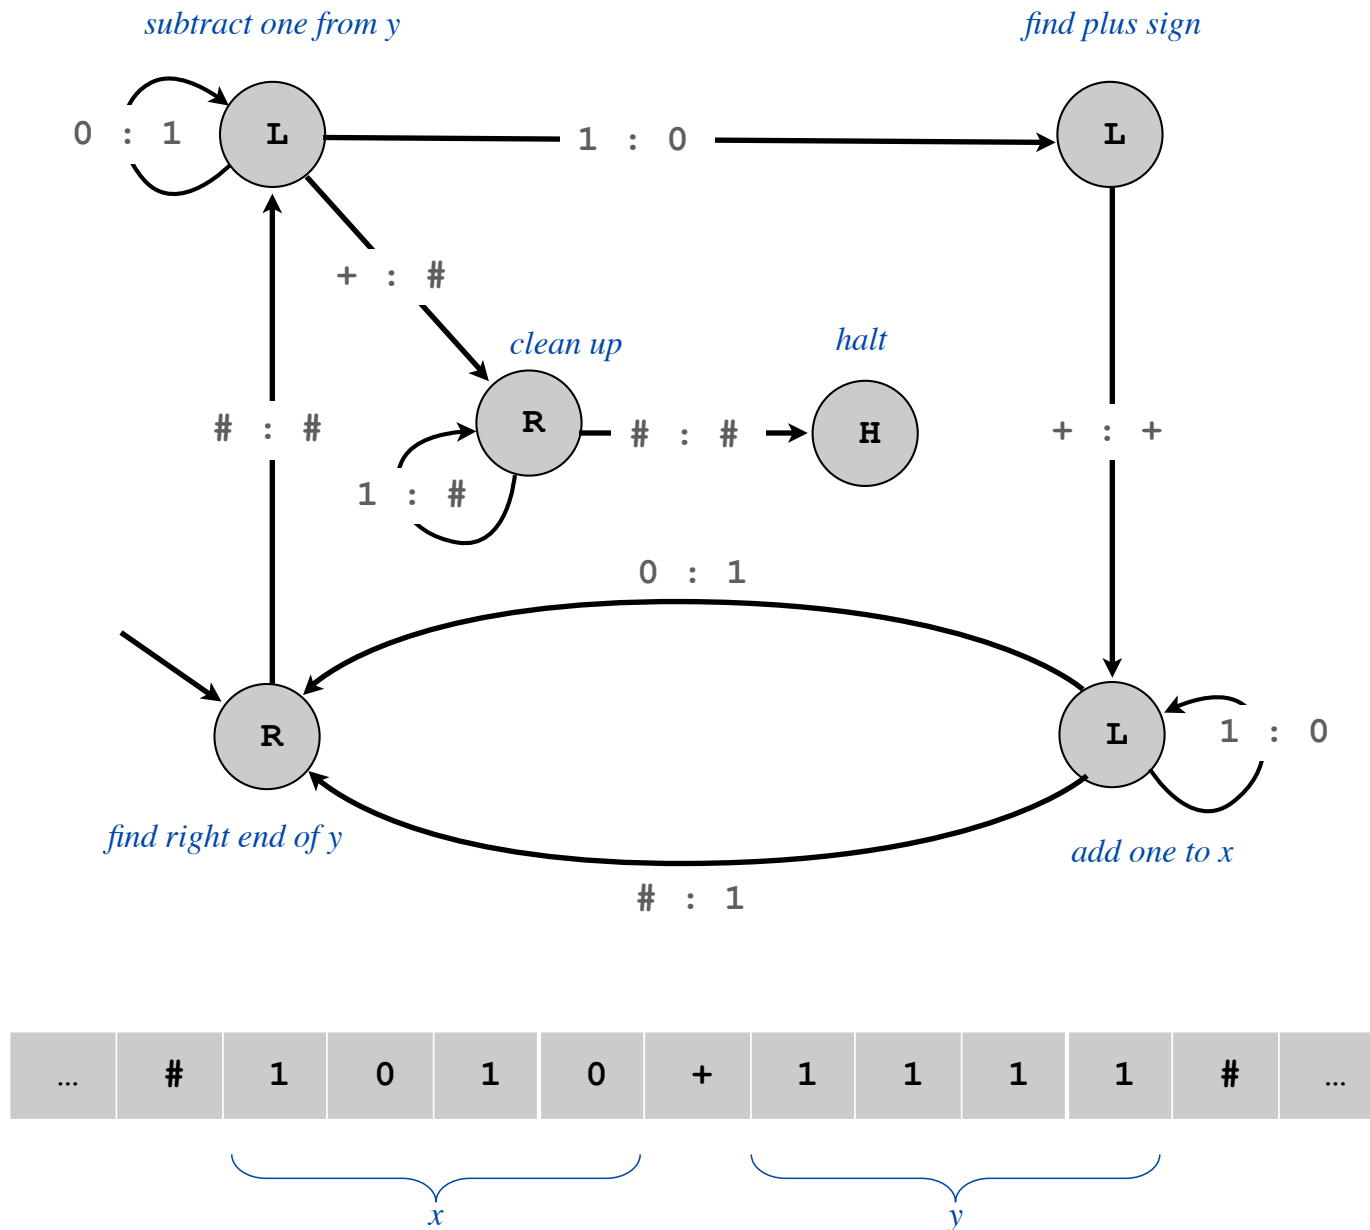 subtract one from y
find plus sign
0 : 1
L
1 : 0
L
+ : #
clean up
halt
# : #
R
# : #
H
+ : +
1 : #
0 : 1
R
L
1 : 0
find right end of y
add one to x
# : 1
... # 1 0 1 0 + 1 1 1 1 # ...
x y